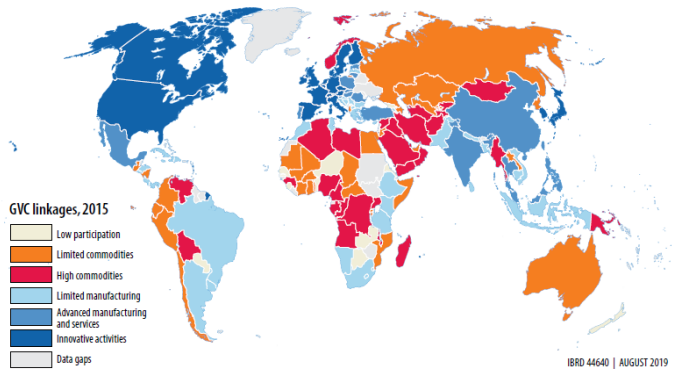 GVC linkages, 2015
Low participation
Limited commodities
High commodities
Limited manufacturing
Advanced manufacturing
and services
Innovative activities
Data gaps
IBRD 44640 | AUGUST 2019